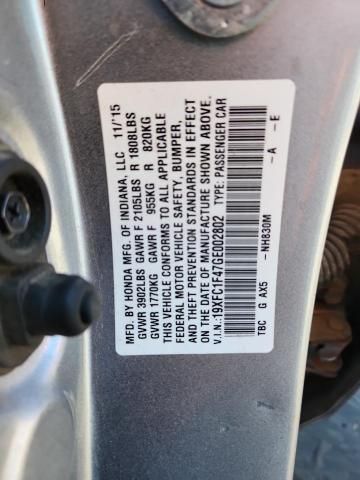 MFD. BY HONDA MFG. OF INDIANA, LLC 11/'15
GVWR 3902LBS GAWR F 2105LBS R 1808LBS
GVWR 1770KG GAWR F 955KG R 820KG
THIS VEHICLE CONFORMS TO ALL APPLICABLE
FEDERAL MOTOR VEHICLE SAFETY, BUMPER,
AND THEFT PREVENTION STANDARDS IN EFFECT
ON THE DATE OF MANUFACTURE SHOWN ABOVE.
V.I.N.:19XFC1F47GE002802 TYPE: PASSENGER CAR
TBC G AX5 -NH830M -A -E